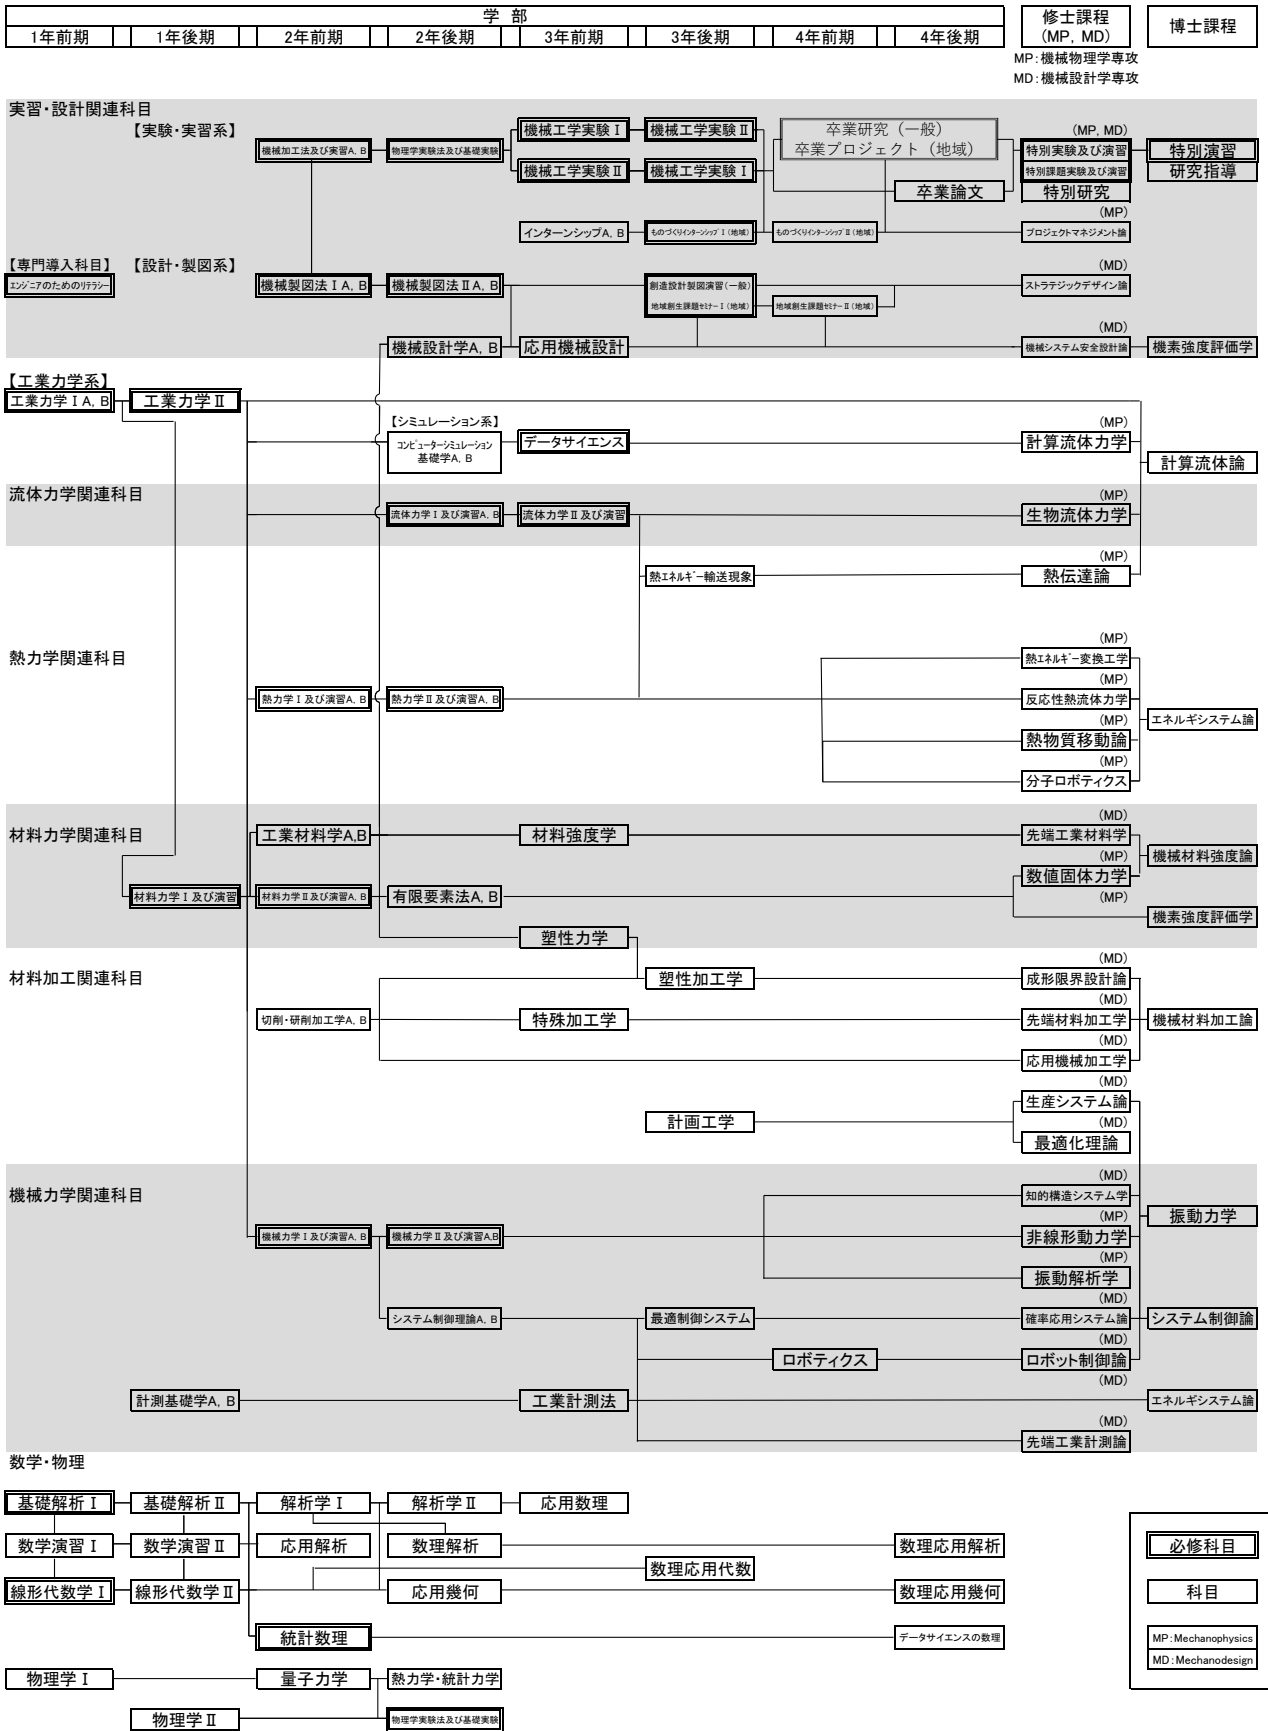 学 部
1年前期 1年後期 2年前期 2年後期 3年前期 3年後期 4年前期 4年後期
修士課程
(MP, MD)
博士課程
MP:機械物理学専攻
MD:機械設計学専攻
実習・設計関連科目
【実験・実習系】
機械加工法及び実習A, B
物理学実験法及び基礎実験
機械工学実験Ⅰ
機械工学実験Ⅱ
機械工学実験Ⅱ
機械工学実験Ⅰ
卒業研究(一般)
卒業プロジェクト(地域)
卒業論文
(MP, MD)
特別実験及び演習
特別課題実験及び演習
特別研究
特別演習
研究指導
インターンシップA, B
ものづくりインターンシップⅠ(地域)
ものづくりインターンシップⅡ(地域)
(MP)
プロジェクトマネジメント論
【専門導入科目】
エンジニアのためのリテラシー
【設計・製図系】
機械製図法ⅠA, B
機械製図法ⅡA, B
創造設計製図演習(一般)
地域創生課題セミナーⅠ(地域)
地域創生課題セミナーⅡ(地域)
(MD)
ストラテジックデザイン論
機械設計学A, B
応用機械設計
(MD)
機械システム安全設計論
機素強度評価学
【工業力学系】
工業力学ⅠA, B
工業力学Ⅱ
【シミュレーション系】
コンピューターシミュレーション
基礎学A, B
データサイエンス
(MP)
計算流体力学
計算流体論
流体力学関連科目
流体力学Ⅰ及び演習A, B
流体力学Ⅱ及び演習
(MP)
生物流体力学
熱エネルギー輸送現象
(MP)
熱伝達論
熱力学関連科目
(MP)
熱エネルギー変換工学
熱力学Ⅰ及び演習A, B
熱力学Ⅱ及び演習A, B
(MP)
反応性熱流体力学
エネルギシステム論
(MP)
熱物質移動論
(MP)
分子ロボティクス
材料力学関連科目
工業材料学A,B
材料強度学
(MD)
先端工業材料学
機械材料強度論
材料力学Ⅰ及び演習
材料力学Ⅱ及び演習A, B
有限要素法A, B
(MP)
数値固体力学
(MP)
機素強度評価学
塑性力学
材料加工関連科目
塑性加工学
(MD)
成形限界設計論
切削・研削加工学A, B
特殊加工学
(MD)
先端材料加工学
機械材料加工論
(MD)
応用機械加工学
計画工学
(MD)
生産システム論
(MD)
最適化理論
機械力学関連科目
(MD)
知的構造システム学
振動力学
機械力学Ⅰ及び演習A, B
機械力学Ⅱ及び演習A,B
(MP)
非線形動力学
(MP)
振動解析学
システム制御理論A, B
最適制御システム
(MD)
確率応用システム論
システム制御論
ロボティクス
(MD)
ロボット制御論
計測基礎学A, B
工業計測法
(MD)
エネルギシステム論
(MD)
先端工業計測論
数学・物理
基礎解析Ⅰ
基礎解析Ⅱ
解析学Ⅰ
解析学Ⅱ
応用数理
数学演習Ⅰ
数学演習Ⅱ
応用解析
数理解析
数理応用解析
数理応用代数
線形代数学Ⅰ
線形代数学Ⅱ
応用幾何
数理応用幾何
統計数理
データサイエンスの数理
物理学Ⅰ
量子力学
熱力学・統計力学
物理学Ⅱ
物理学実験法及び基礎実験
必修科目
科目
MP:Mechanophysics
MD:Mechanodesign